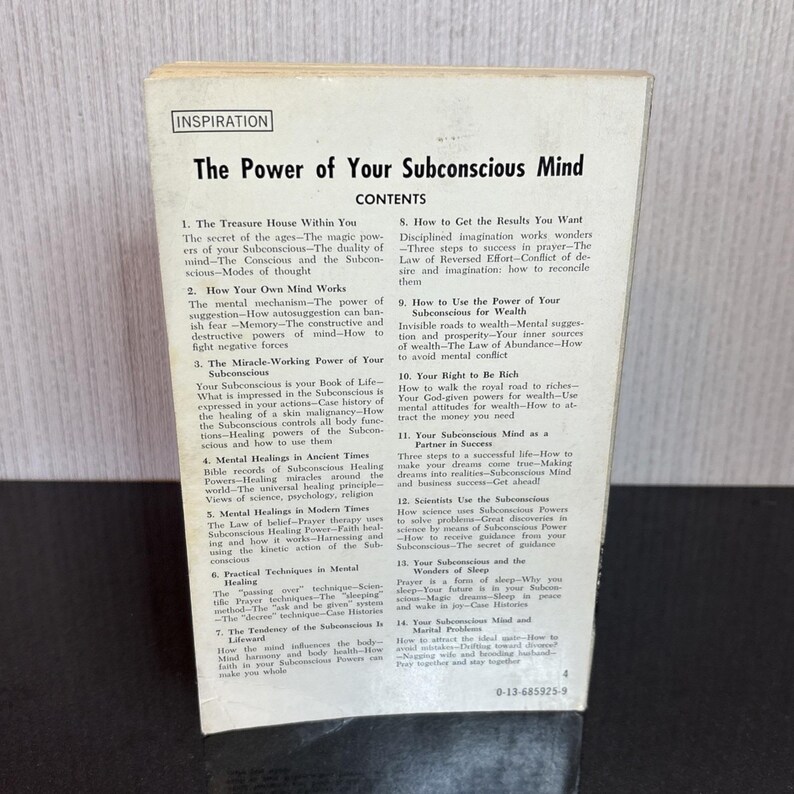 INSPIRATION
The Power of Your Subconscious Mind
CONTENTS
1. The Treasure House Within You
The secret of the ages—The magic pow-
ers of your Subconscious—The duality of
mind—The Conscious and the Subcon-
scious—Modes of thought
2. How Your Own Mind Works
The mental mechanism—The power of
suggestion—How autosuggestion can ban-
ish fear —Memory—The constructive and
destructive powers of mind—How to
fight negative forces
3. The Miracle-Working Power of Your
Subconscious
Your Subconscious is your Book of Life—
What is impressed in the Subconscious is
expressed in your actions—Case history of
the healing of a skin malignancy—How
the Subconscious controls all body func-
tions—Healing powers of the Subcon-
scious and how to use them
4. Mental Healings in Ancient Times
Bible records of Subconscious Healing
Powers—Healing miracles around the
world—The universal healing principle—
Views of science, psychology, religion
5. Mental Healings in Modern Times
The Law of belief—Prayer therapy uses
Subconscious Healing Power—Faith heal-
ing and how it works—Harnessing and
using the kinetic action of the Sub-
conscious
6. Practical Techniques in Mental
Healing
The "passing over" technique—Scien-
tific Prayer techniques—The "sleeping"
method—The "ask and be given" system
—The "decree" technique—Case Histories
7. The Tendency of the Subconscious Is
Lifeward
How the mind influences the body—
Mind harmony and body health—How
faith in your Subconscious Powers can
make you whole
8. How to Get the Results You Want
Disciplined imagination works wonders
—Three steps to success in prayer—The
Law of Reversed Effort—Conflict of de-
sire and imagination: how to reconcile
them
9. How to Use the Power of Your
Subconscious for Wealth
Invisible roads to wealth—Mental sugges-
tion and prosperity—Your inner sources
of wealth—The Law of Abundance—How
to avoid mental conflict
10. Your Right to Be Rich
How to walk the royal road to riches—
Your God-given powers for wealth—Use
mental attitudes for wealth—How to at-
tract the money you need
11. Your Subconscious Mind as a
Partner in Success
Three steps to a successful life—How to
make your dreams come true—Making
dreams into realities—Subconscious Mind
and business success—Get ahead!
12. Scientists Use the Subconscious
How science uses Subconscious Powers
to solve problems—Great discoveries in
science by means of Subconscious Power
—How to receive guidance from your
Subconscious—The secret of guidance
13. Your Subconscious and the
Wonders of Sleep
Prayer is a form of sleep—Why you
sleep—Your future is in your Subcon-
scious—Magic dreams—Sleep in peace
and wake in joy—Case Histories
14. Your Subconscious Mind and
Marital Problems
How to attract the ideal mate—How to
avoid mistakes—Drifting toward divorce?
—Nagging wife and brooding husband—
Pray together and stay together
4
0-13-685925-9